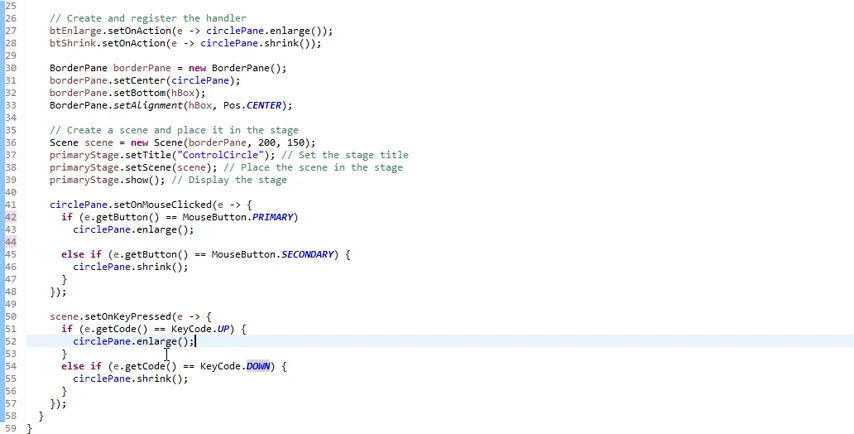 25
26 // Create and register the handler
27 btEnlarge.setOnAction(e -> circlePane.enlarge());
28 btShrink.setOnAction(e -> circlePane.shrink());
29
30 BorderPane borderPane = new BorderPane();
31 borderPane.setCenter(circlePane);
32 borderPane.setBottom(hBox);
33 BorderPane.setAlignment(hBox, Pos.CENTER);
34
35 // Create a scene and place it in the stage
36 Scene scene = new Scene(borderPane, 200, 150);
37 primaryStage.setTitle("ControlCircle"); // Set the stage title
38 primaryStage.setScene(scene); // Place the scene in the stage
39 primaryStage.show(); // Display the stage
40
41 circlePane.setOnMouseClicked(e -> {
42 if (e.getButton() == MouseButton.PRIMARY)
43 circlePane.enlarge();
44
45 else if (e.getButton() == MouseButton.SECONDARY) {
46 circlePane.shrink();
47 }
48 });
49
50 scene.setOnKeyPressed(e -> {
51 if (e.getCode() == KeyCode.UP) {
52 circlePane.enlarge();
53 }
54 else if (e.getCode() == KeyCode.DOWN) {
55 circlePane.shrink();
56 }
57 });
58 }
59 }